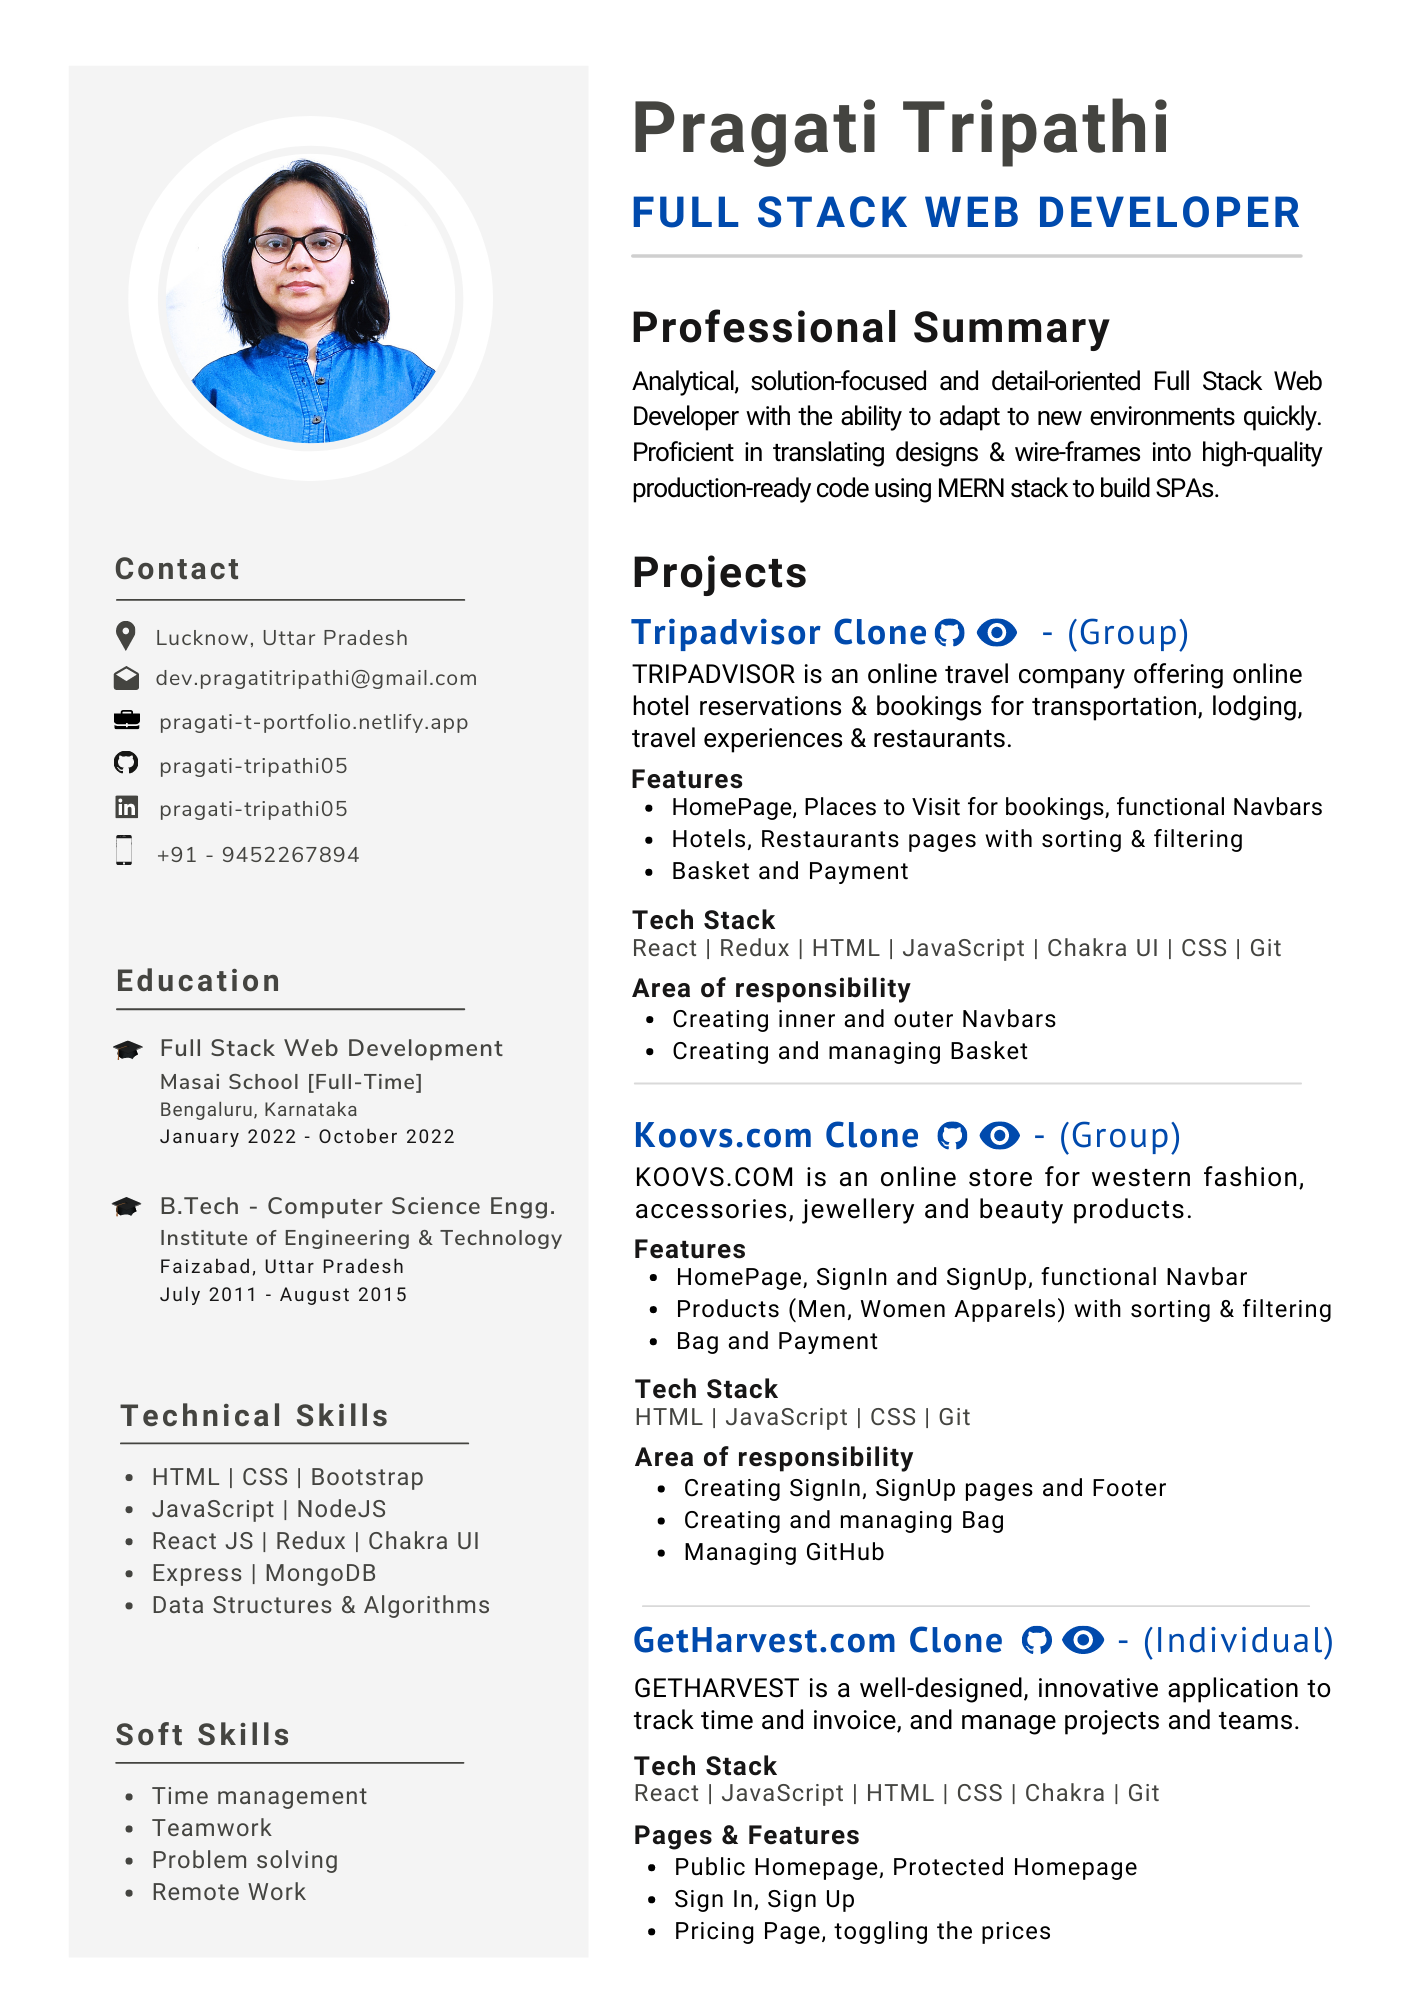 Pragati Tripathi
FULL STACK WEB DEVELOPER
Professional Summary
Analytical, solution-focused and detail-oriented Full Stack Web
Developer with the ability to adapt to new environments quickly.
Proficient in translating designs & wire-frames into high-quality
production-ready code using MERN stack to build SPAs.
Contact
Lucknow, Uttar Pradesh
dev.pragatitripathi@gmail.com
pragati-t-portfolio.netlify.app
pragati-tripathi05
in
pragati-tripathi05
+91 - 9452267894
Education
Full Stack Web Development
Masai School [Full-Time]
Bengaluru, Karnataka
January 2022 - October 2022
B.Tech - Computer Science Engg.
Institute of Engineering & Technology
Faizabad, Uttar Pradesh
July 2011 - August 2015
Technical Skills
• HTML | CSS | Bootstrap
• JavaScript | NodeJS
• React JS | Redux | Chakra UI
• Express | MongoDB
• Data Structures & Algorithms
Soft Skills
• Time management
• Teamwork
• Problem solving
• Remote Work
Projects
Tripadvisor Clone - (Group)
TRIPADVISOR is an online travel company offering online
hotel reservations & bookings for transportation, lodging,
travel experiences & restaurants.
Features
• HomePage, Places to Visit for bookings, functional Navbars
• Hotels, Restaurants pages with sorting & filtering
• Basket and Payment
Tech Stack
React | Redux | HTML | JavaScript | Chakra UI | CSS | Git
Area of responsibility
• Creating inner and outer Navbars
• Creating and managing Basket
Koovs.com Clone - (Group)
KOOVS.COM is an online store for western fashion,
accessories, jewellery and beauty products.
Features
• HomePage, SignIn and SignUp, functional Navbar
• Products (Men, Women Apparels) with sorting & filtering
• Bag and Payment
Tech Stack
HTML | JavaScript | CSS | Git
Area of responsibility
• Creating SignIn, SignUp pages and Footer
• Creating and managing Bag
• Managing GitHub
GetHarvest.com Clone - (Individual)
GETHARVEST is a well-designed, innovative application to
track time and invoice, and manage projects and teams.
Tech Stack
React | JavaScript | HTML | CSS | Chakra | Git
Pages & Features
• Public Homepage, Protected Homepage
• Sign In, Sign Up
• Pricing Page, toggling the prices